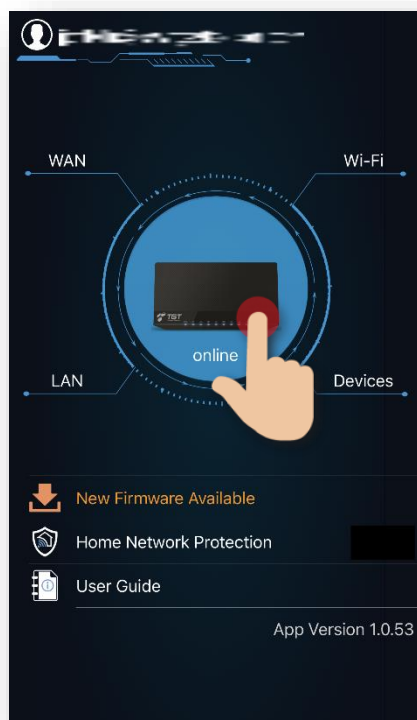 WAN
Wi-Fi
TGT
online
LAN
Devices
New Firmware Available
Home Network Protection
User Guide
App Version 1.0.53